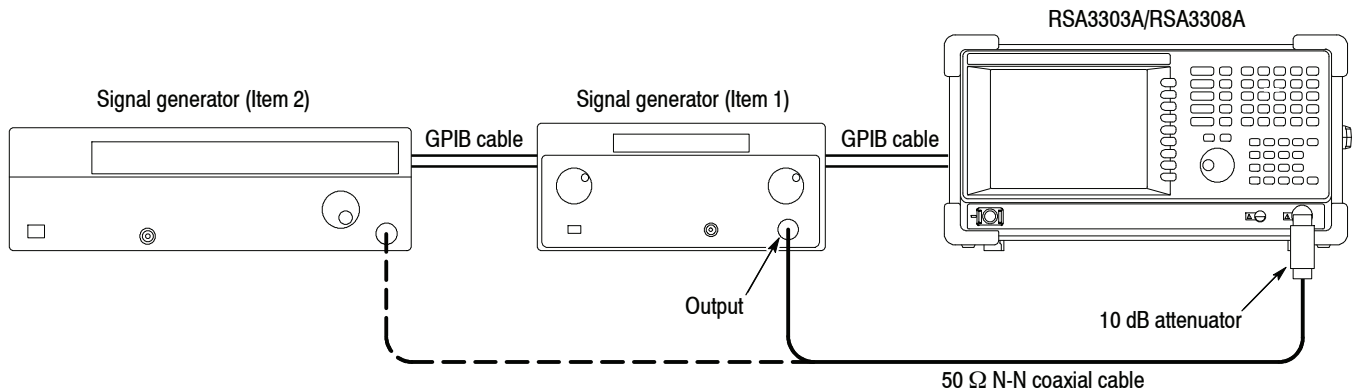 RSA3303A/RSA3308A
Signal generator (Item 2)
Signal generator (Item 1)
GPIB cable
GPIB cable
Output
10 dB attenuator
50 Ω N-N coaxial cable